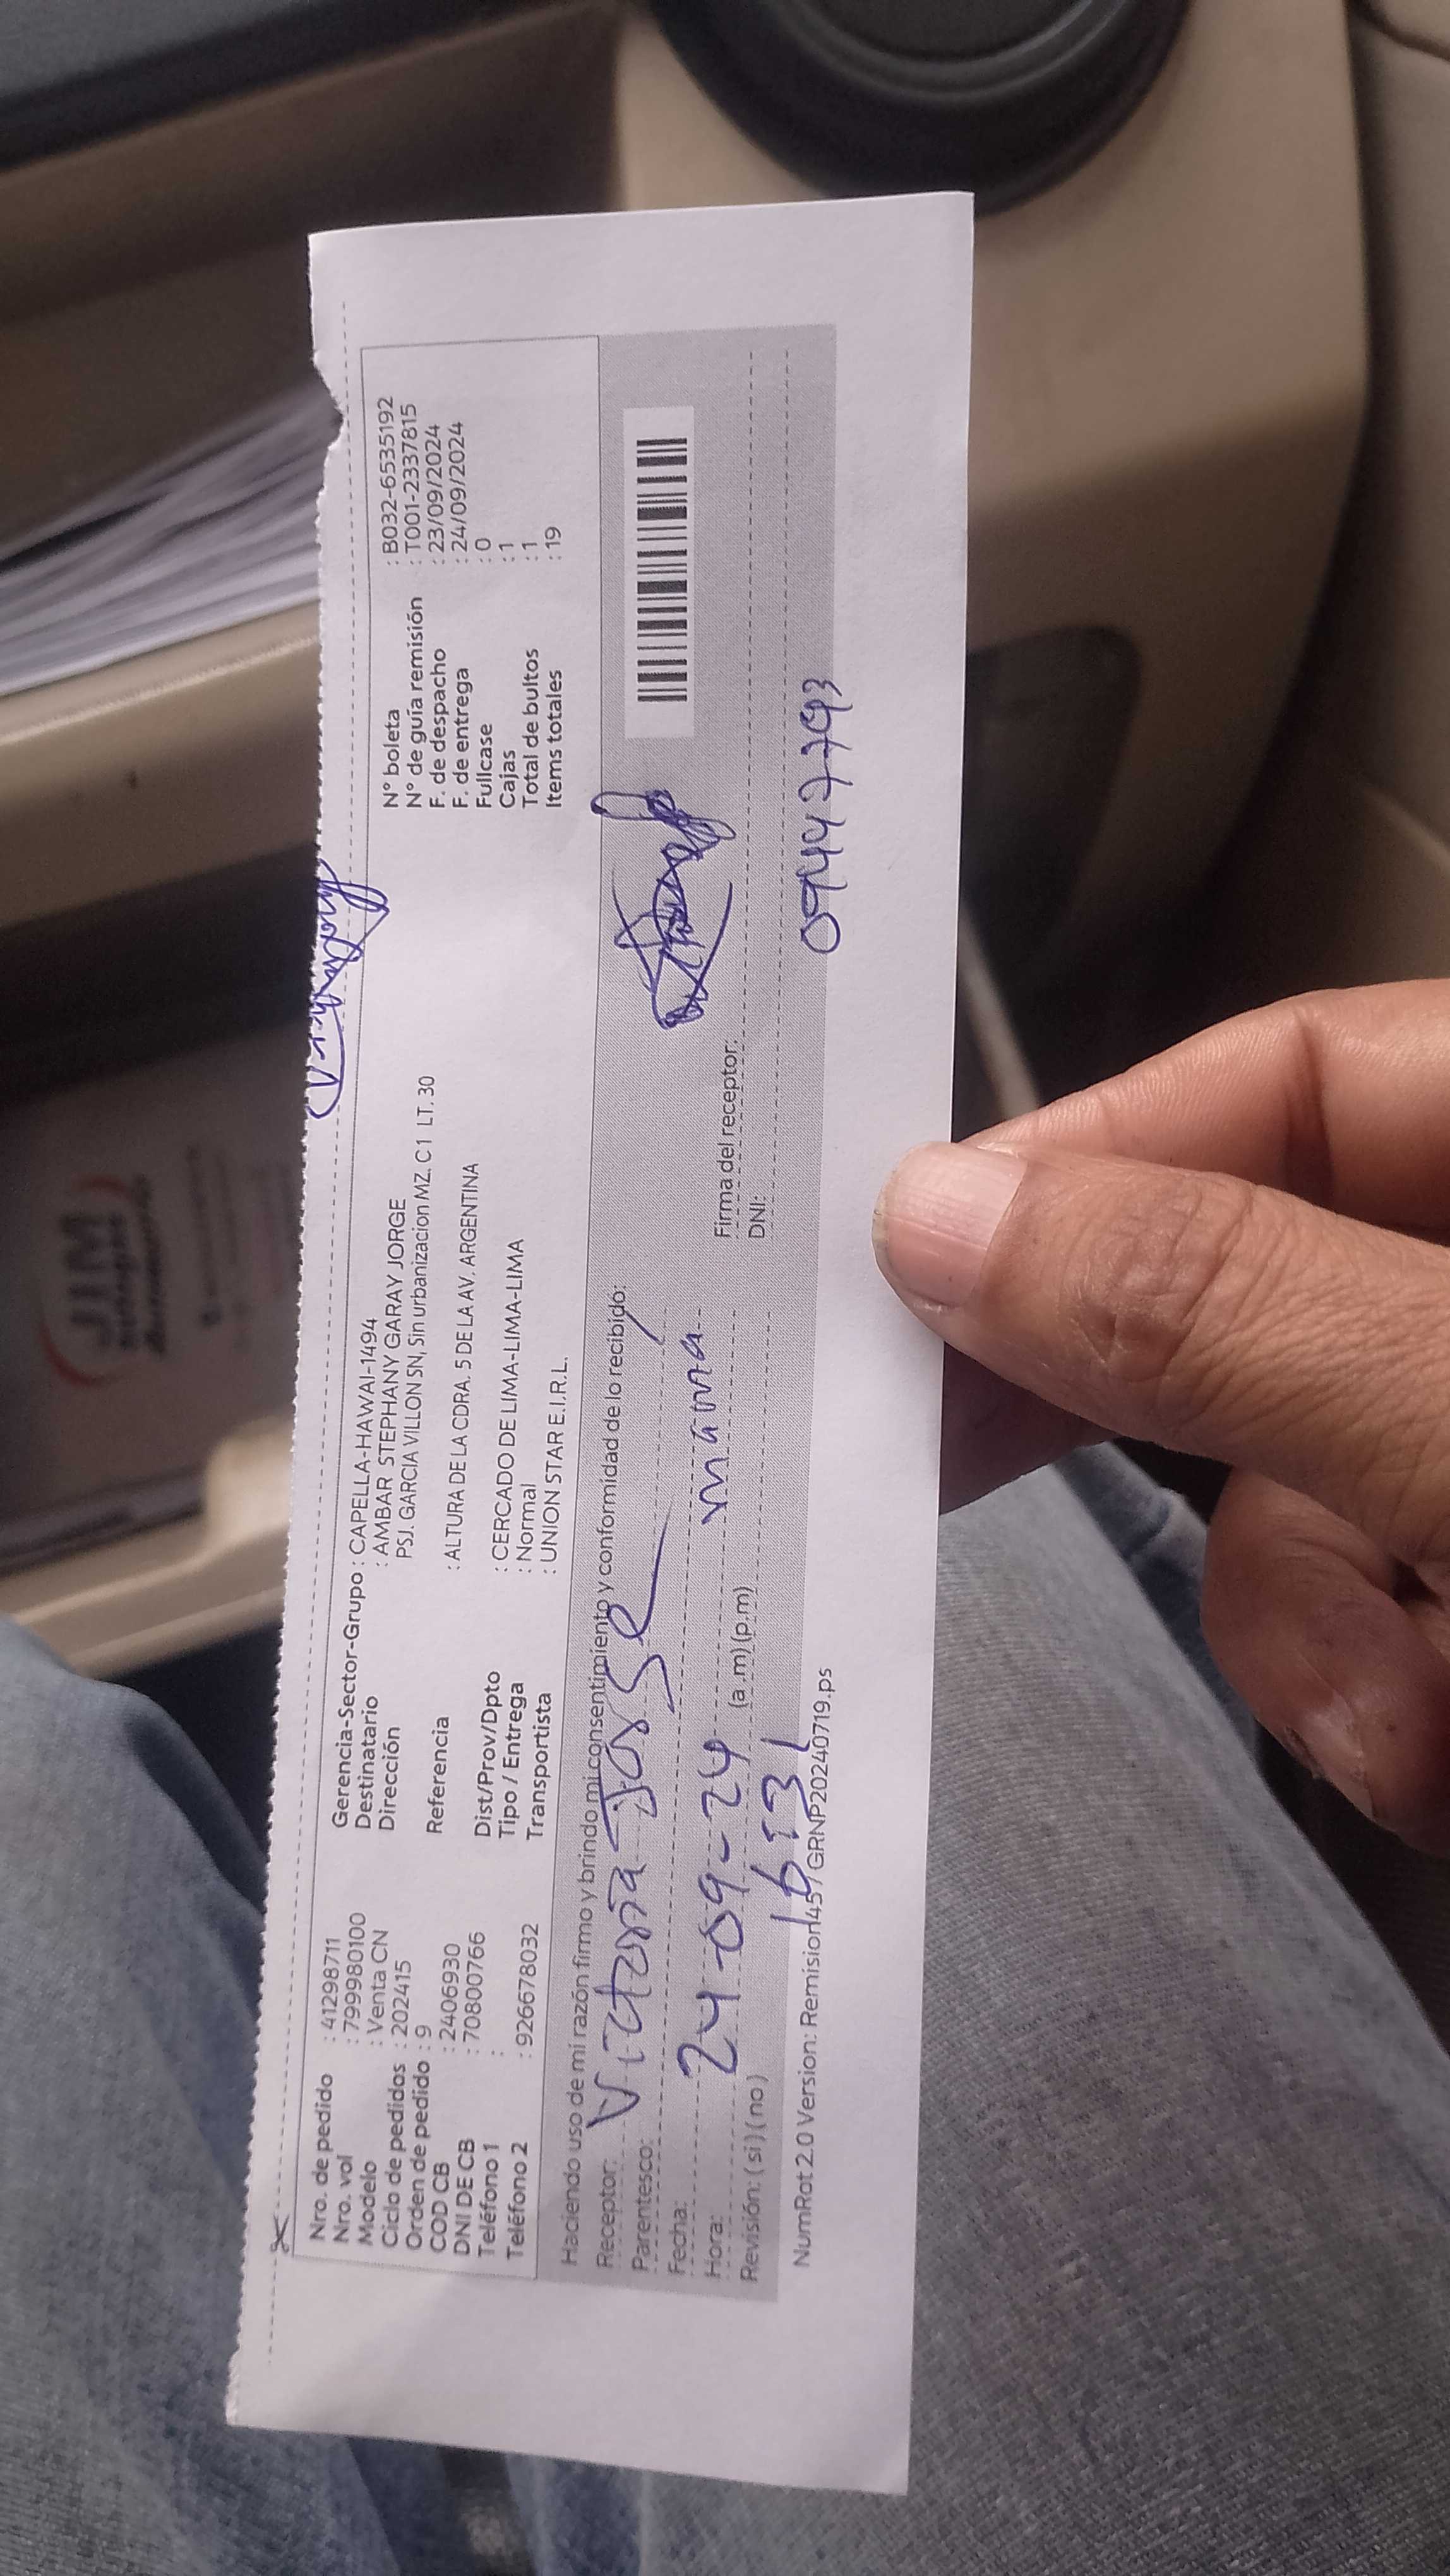 Nro. de pedido : 41298711
Nro. vol : 7999980100
Modelo : Venta CN
Ciclo de pedidos : 202415
Orden de pedido : 9
COD CB : 2406930
DNI DE CB : 70800766
Teléfono 1 :
Teléfono 2 : 926678032
Gerencia-Sector-Grupo : CAPELLA-HAWAI-1494
Destinatario : AMBAR STEPHANY GARAY JORGE
Dirección PSJ. GARCIA VILLON SN, Sin urbanizacion MZ. C1 LT. 30
Referencia : ALTURA DE LA CDRA. 5 DE LA AV. ARGENTINA
Dist/Prov/Dpto : CERCADO DE LIMA-LIMA-LIMA
Tipo / Entrega : Normal
Transportista : UNION STAR E.I.R.L.
N° boleta : B032-6535192
N° de guía remisión : T001-2337815
F. de despacho : 23/09/2024
F. de entrega : 24/09/2024
Fullcase : 0
Cajas : 1
Total de bultos : 1
Items totales : 19
Haciendo uso de mi razón firmo y brindo mi consentimiento y conformidad de lo recibido:
Receptor: Victoria Jorge
Parentesco: mamá
Fecha: 24-09-24
Hora: (a.m) (p.m)
16:31
Revisión: ( si ) ( no )
Firma del receptor:
DNI:
09447793
NumRot 2.0 Version: Remision457GRNP20240719.ps
JIM